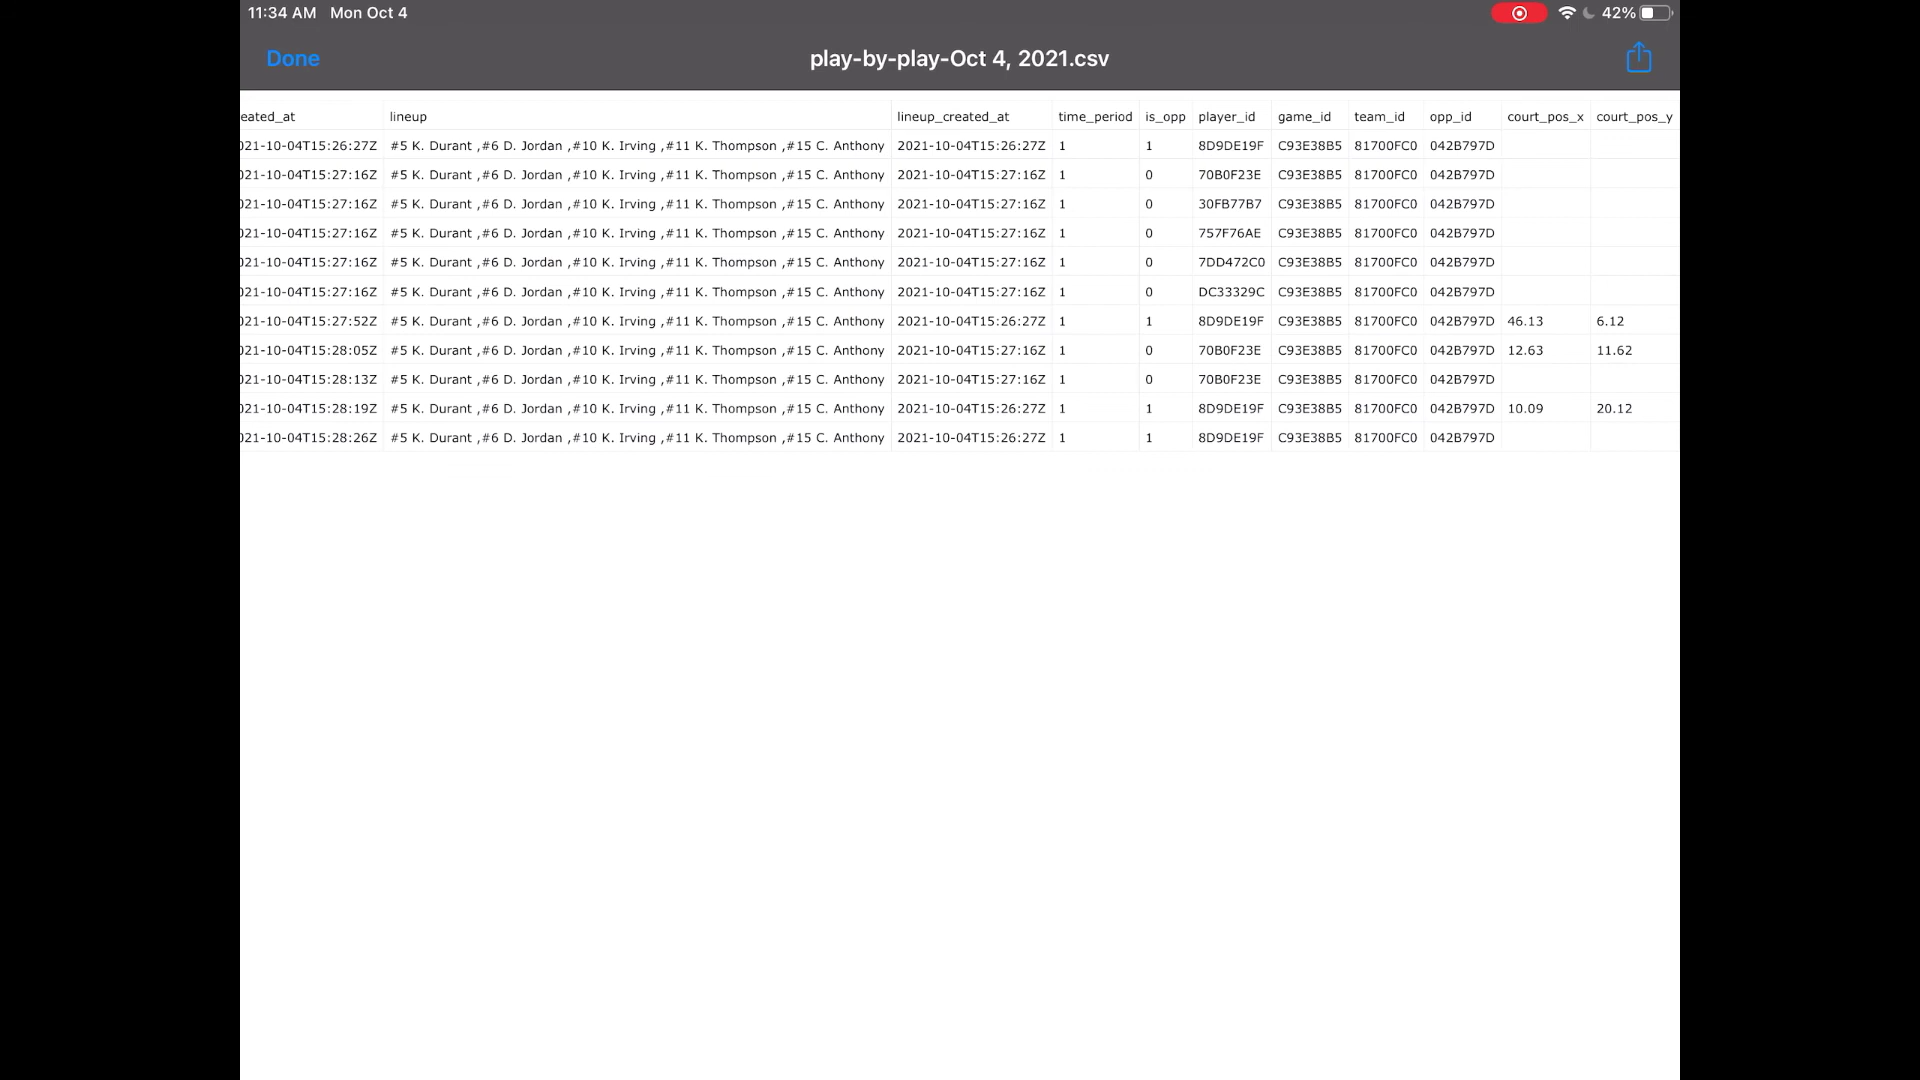 11:34 AM Mon Oct 4 42%
Done play-by-play-Oct 4, 2021.csv
eated_at lineup lineup_created_at time_period is_opp player_id game_id team_id opp_id court_pos_x court_pos_y
021-10-04T15:26:27Z #5 K. Durant ,#6 D. Jordan ,#10 K. Irving ,#11 K. Thompson ,#15 C. Anthony 2021-10-04T15:26:27Z 1 1 8D9DE19F C93E38B5 81700FC0 042B797D
021-10-04T15:27:16Z #5 K. Durant ,#6 D. Jordan ,#10 K. Irving ,#11 K. Thompson ,#15 C. Anthony 2021-10-04T15:27:16Z 1 0 70B0F23E C93E38B5 81700FC0 042B797D
021-10-04T15:27:16Z #5 K. Durant ,#6 D. Jordan ,#10 K. Irving ,#11 K. Thompson ,#15 C. Anthony 2021-10-04T15:27:16Z 1 0 30FB77B7 C93E38B5 81700FC0 042B797D
021-10-04T15:27:16Z #5 K. Durant ,#6 D. Jordan ,#10 K. Irving ,#11 K. Thompson ,#15 C. Anthony 2021-10-04T15:27:16Z 1 0 757F76AE C93E38B5 81700FC0 042B797D
021-10-04T15:27:16Z #5 K. Durant ,#6 D. Jordan ,#10 K. Irving ,#11 K. Thompson ,#15 C. Anthony 2021-10-04T15:27:16Z 1 0 7DD472C0 C93E38B5 81700FC0 042B797D
021-10-04T15:27:16Z #5 K. Durant ,#6 D. Jordan ,#10 K. Irving ,#11 K. Thompson ,#15 C. Anthony 2021-10-04T15:27:16Z 1 0 DC33329C C93E38B5 81700FC0 042B797D
021-10-04T15:27:52Z #5 K. Durant ,#6 D. Jordan ,#10 K. Irving ,#11 K. Thompson ,#15 C. Anthony 2021-10-04T15:26:27Z 1 1 8D9DE19F C93E38B5 81700FC0 042B797D 46.13 6.12
021-10-04T15:28:05Z #5 K. Durant ,#6 D. Jordan ,#10 K. Irving ,#11 K. Thompson ,#15 C. Anthony 2021-10-04T15:27:16Z 1 0 70B0F23E C93E38B5 81700FC0 042B797D 12.63 11.62
021-10-04T15:28:13Z #5 K. Durant ,#6 D. Jordan ,#10 K. Irving ,#11 K. Thompson ,#15 C. Anthony 2021-10-04T15:27:16Z 1 0 70B0F23E C93E38B5 81700FC0 042B797D
021-10-04T15:28:19Z #5 K. Durant ,#6 D. Jordan ,#10 K. Irving ,#11 K. Thompson ,#15 C. Anthony 2021-10-04T15:26:27Z 1 1 8D9DE19F C93E38B5 81700FC0 042B797D 10.09 20.12
021-10-04T15:28:26Z #5 K. Durant ,#6 D. Jordan ,#10 K. Irving ,#11 K. Thompson ,#15 C. Anthony 2021-10-04T15:26:27Z 1 1 8D9DE19F C93E38B5 81700FC0 042B797D